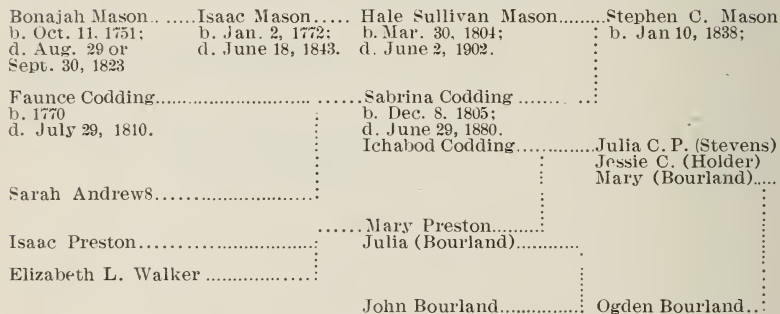 Bonajah Mason.. .....Isaac Mason..... Hale Sullivan Mason.........Stephen C. Mason
b. Oct. 11. 1751; b. Jan. 2, 1772; b. Mar. 30, 1804; b. Jan 10, 1838;
d. Aug. 29 or d. June 18, 1843. d. June 2, 1902.
Sept. 30, 1823
Faunce Codding........................... ......Sabrina Codding ....... ..
b. 1770 b. Dec. 8. 1805;
d. July 29, 1810. d. June 29, 1880.
Ichabod Codding............Julia C. P. (Stevens)
Jessie C. (Holder)
Mary (Bourland).....
Sarah Andrews...........................
.....Mary Preston.........
Isaac Preston............................. Julia (Bourland)...........
Elizabeth L. Walker ..................
John Bourland.............. Ogden Bourland..